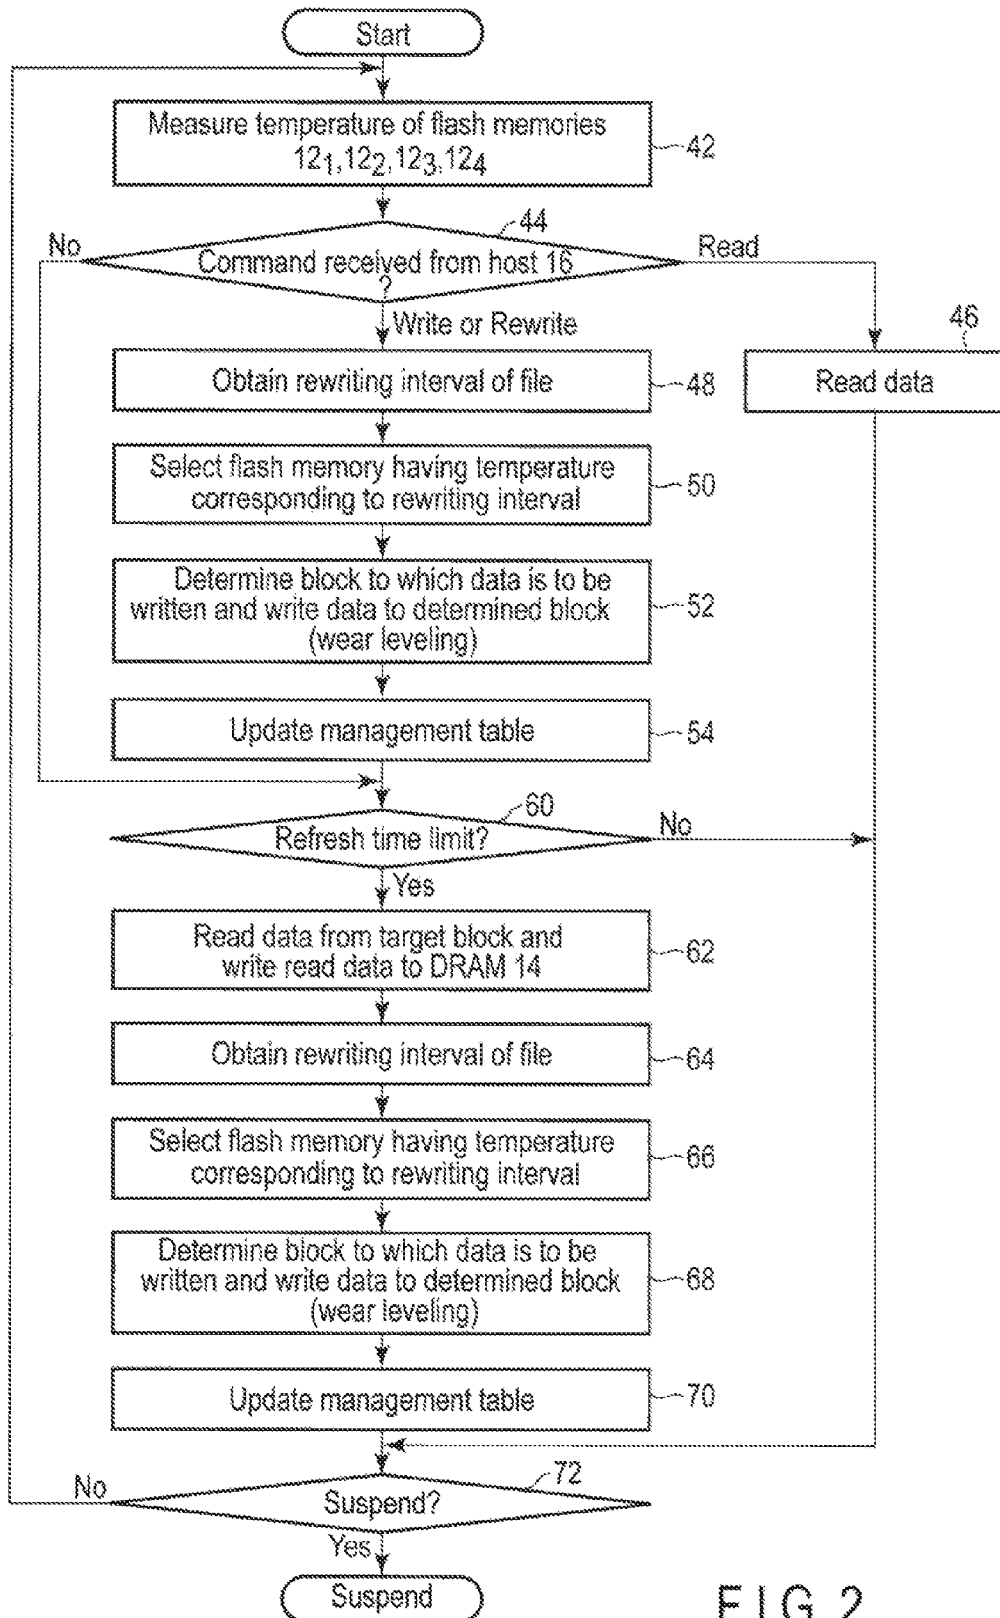 Start
Measure temperature of flash memories
12₁,12₂,12₃,12₄
42
44
No
Command received from host 16
?
Read
Write or Rewrite
46
Obtain rewriting interval of file
48
Read data
Select flash memory having temperature
corresponding to rewriting interval
50
Determine block to which data is to be
written and write data to determined block
(wear leveling)
52
Update management table
54
60
Refresh time limit?
No
Yes
Read data from target block and
write read data to DRAM 14
62
Obtain rewriting interval of file
64
Select flash memory having temperature
corresponding to rewriting interval
66
Determine block to which data is to be
written and write data to determined block
(wear leveling)
68
Update management table
70
72
No
Suspend?
Yes
Suspend
FIG. 2